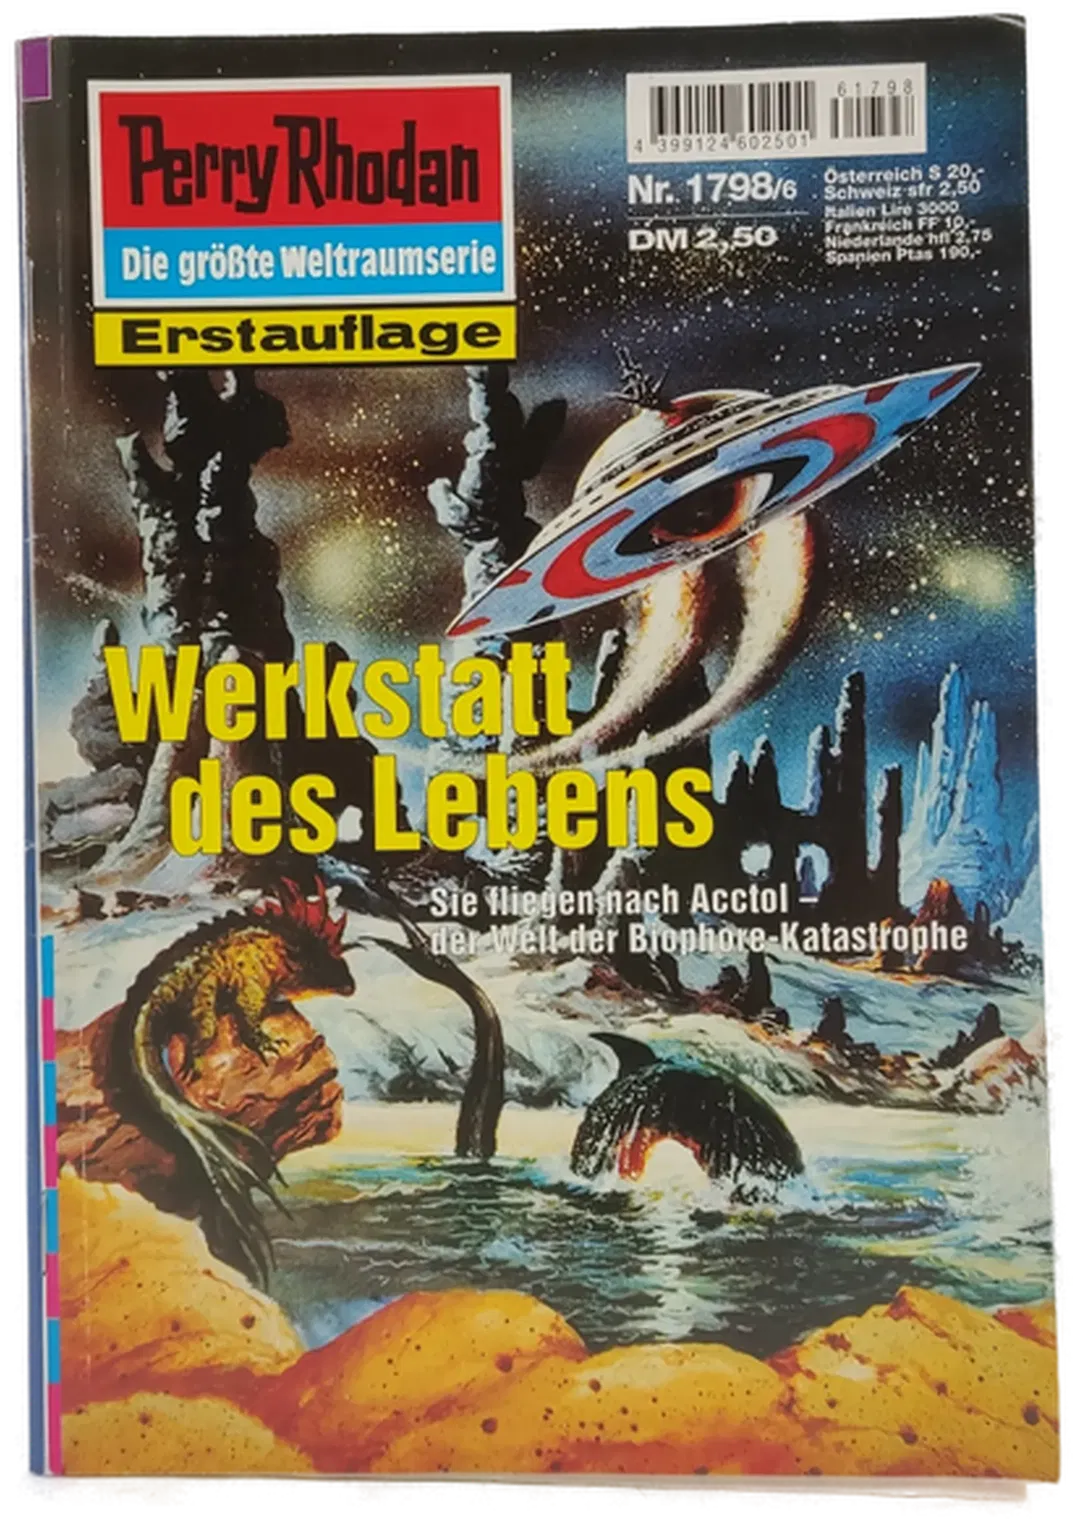 Perry Rhodan
Die größte Weltraumserie
Erstauflage
61798
4 399124 602501
Nr. 1798/6
DM 2,50
Österreich S 20,-
Schweiz sfr 2,50
Italien Lire 3000
Frankreich FF 10,-
Niederlande hfl 2,75
Spanien Ptas 190,-
Werkstatt
des Lebens
Sie fliegen nach Acctol –
der Welt der Biophore-Katastrophe